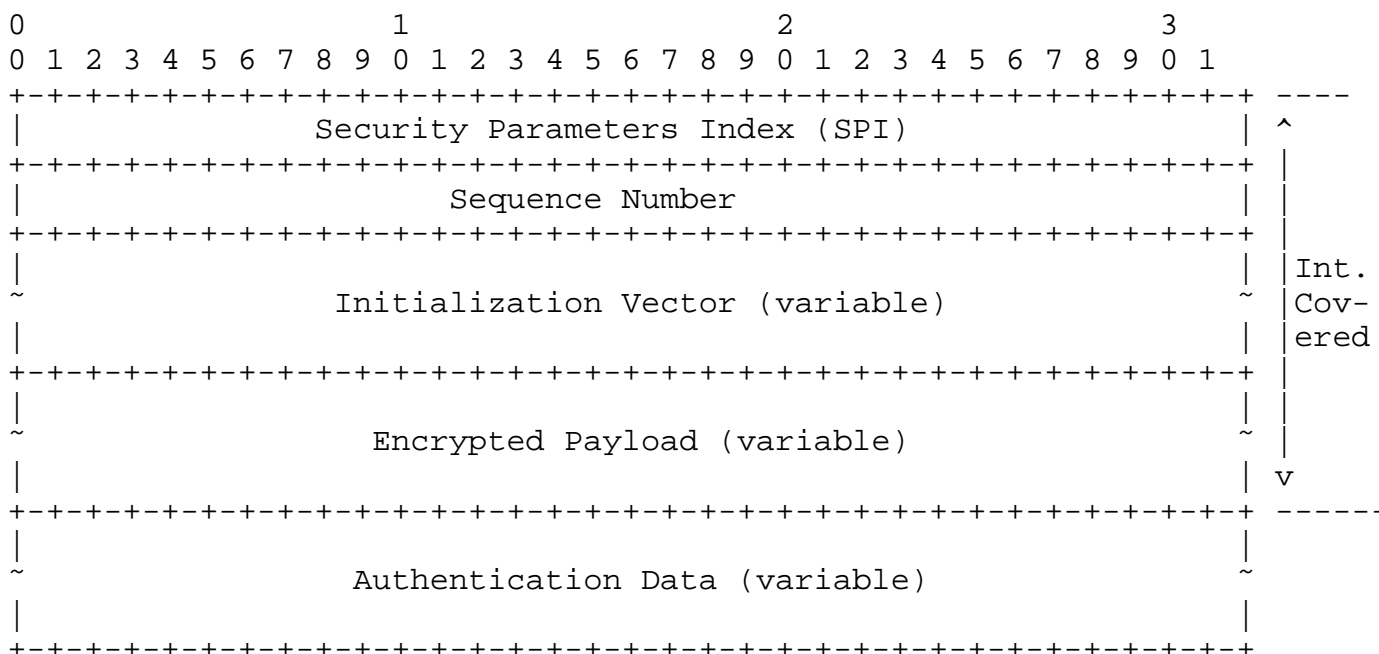 0                   1                   2                   3
0 1 2 3 4 5 6 7 8 9 0 1 2 3 4 5 6 7 8 9 0 1 2 3 4 5 6 7 8 9 0 1
+-+-+-+-+-+-+-+-+-+-+-+-+-+-+-+-+-+-+-+-+-+-+-+-+-+-+-+-+-+-+-+-+ ----
|               Security Parameters Index (SPI)                 | ^
+-+-+-+-+-+-+-+-+-+-+-+-+-+-+-+-+-+-+-+-+-+-+-+-+-+-+-+-+-+-+-+-+ |
|                      Sequence Number                          | |
+-+-+-+-+-+-+-+-+-+-+-+-+-+-+-+-+-+-+-+-+-+-+-+-+-+-+-+-+-+-+-+-+ |
|                                                               | |Int.
~                Initialization Vector (variable)               ~ |Cov-
|                                                               | |ered
+-+-+-+-+-+-+-+-+-+-+-+-+-+-+-+-+-+-+-+-+-+-+-+-+-+-+-+-+-+-+-+-+ |
|                                                               | |
~                  Encrypted Payload (variable)                 ~ |
|                                                               | v
+-+-+-+-+-+-+-+-+-+-+-+-+-+-+-+-+-+-+-+-+-+-+-+-+-+-+-+-+-+-+-+-+ ------
|                                                               |
~                 Authentication Data (variable)                ~
|                                                               |
+-+-+-+-+-+-+-+-+-+-+-+-+-+-+-+-+-+-+-+-+-+-+-+-+-+-+-+-+-+-+-+-+